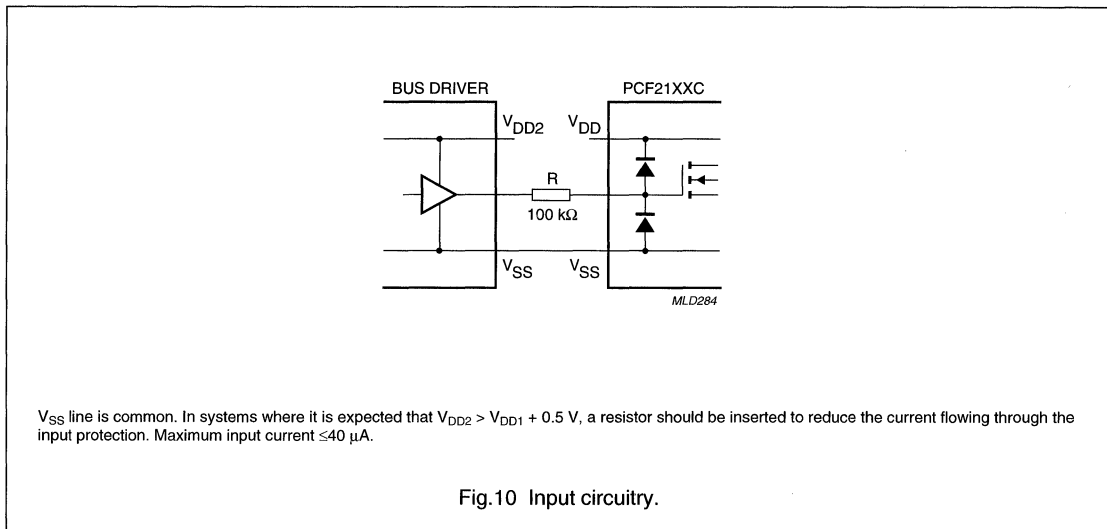 BUS DRIVER PCF21XXC
VDD2 VDD
R
100 kΩ
VSS VSS
MLD284
VSS line is common. In systems where it is expected that VDD2 > VDD1 + 0.5 V, a resistor should be inserted to reduce the current flowing through the
input protection. Maximum input current ≤40 μA.
Fig.10 Input circuitry.